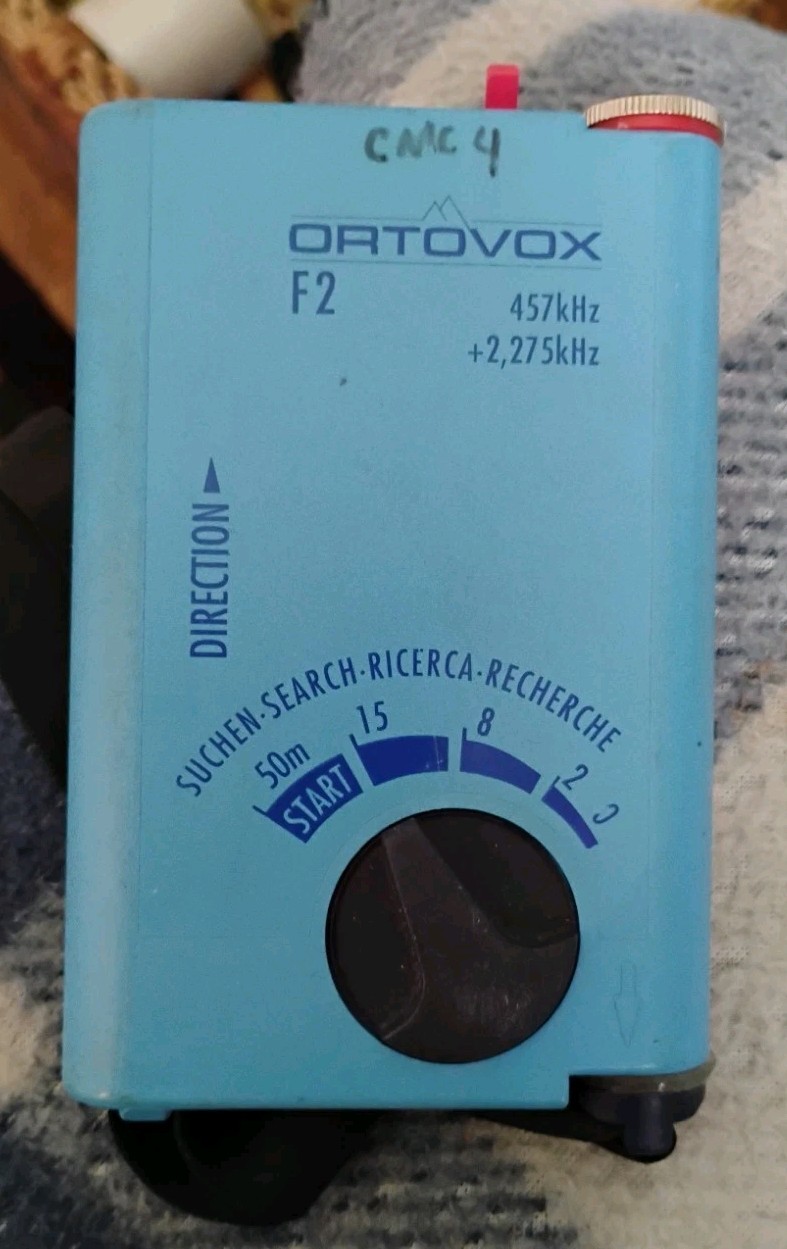 CMC 4
ORTOVOX
F2
457kHz
+2,275kHz
DIRECTION
SUCHEN·SEARCH·RICERCA·RECHERCHE
50m 15 8 2
START